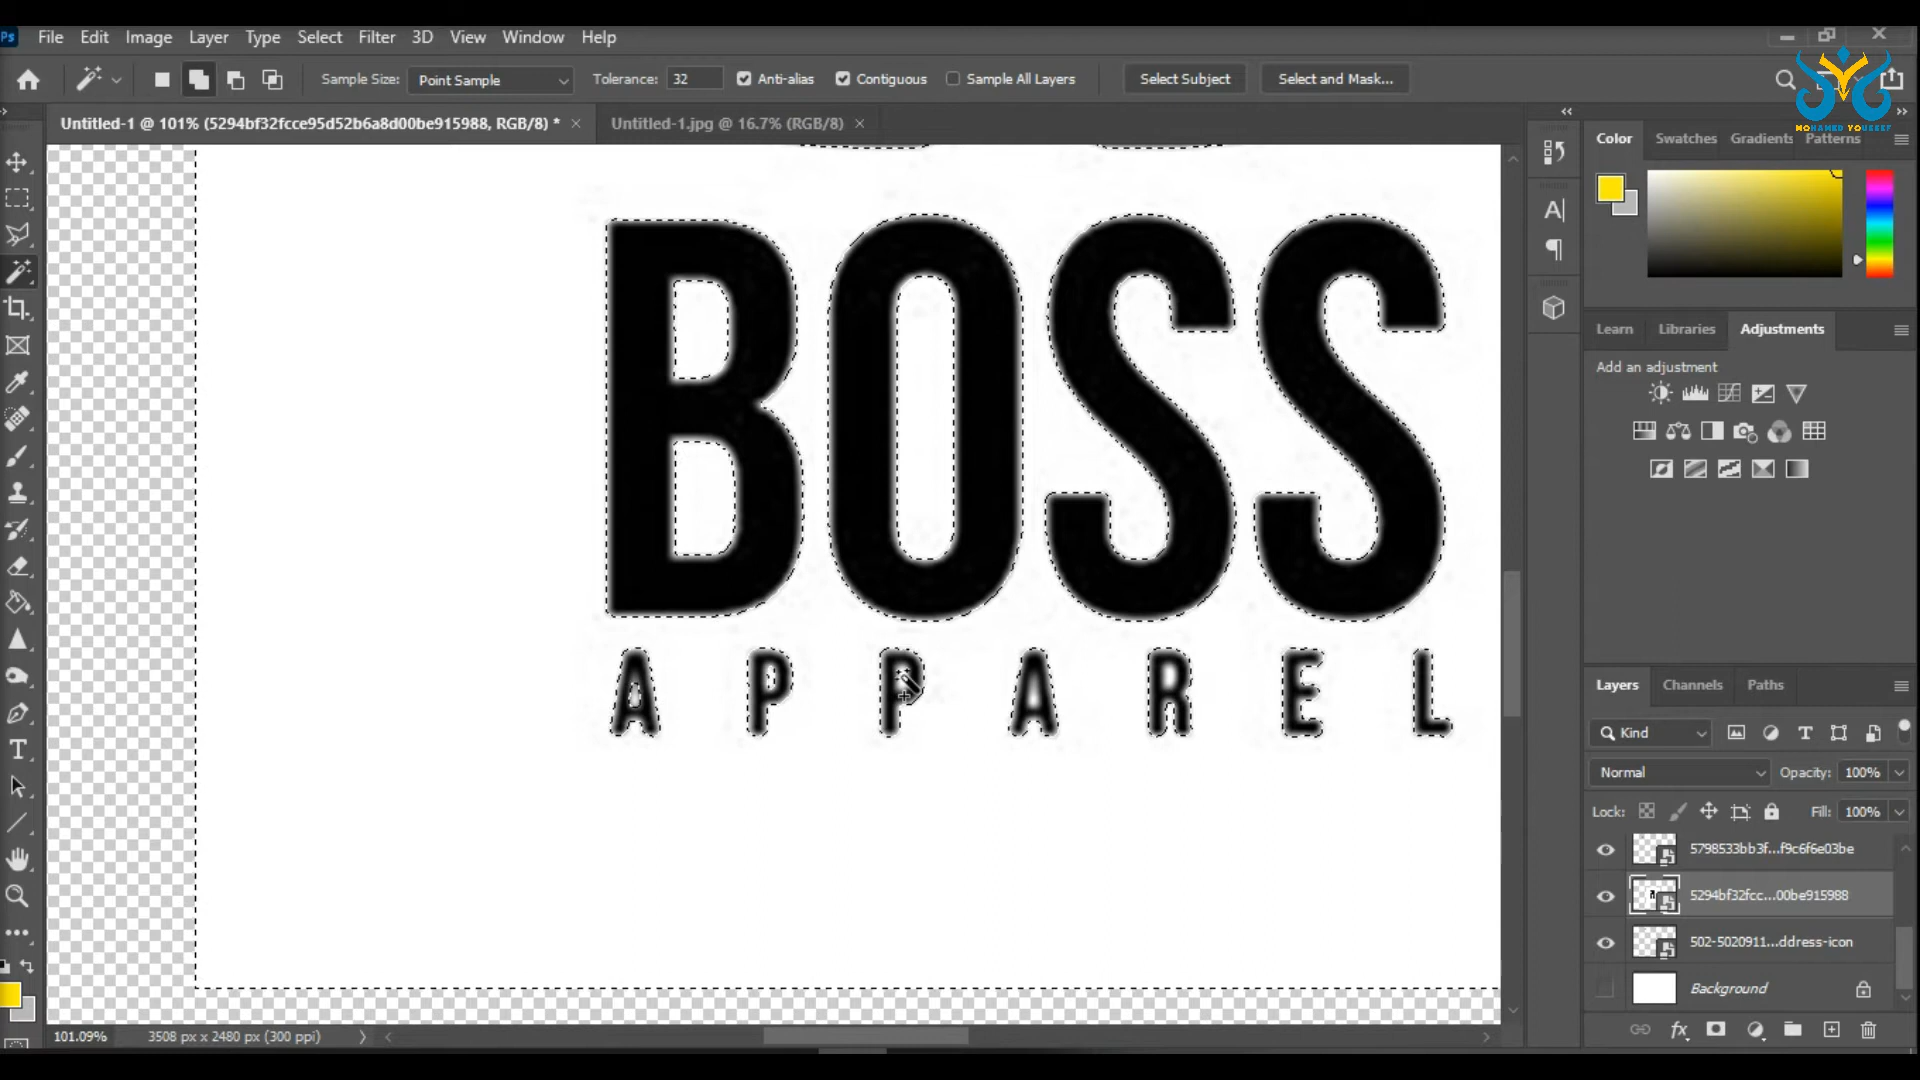 Ps File Edit Image Layer Type Select Filter 3D View Window Help
Sample Size: Point Sample Tolerance: 32 Anti-alias Contiguous Sample All Layers Select Subject Select and Mask...
MOHAMED YOUSSEF
Untitled-1 @ 101% (5294bf32fcce95d52b6a8d00be915988, RGB/8) * × Untitled-1.jpg @ 16.7% (RGB/8) ×
Color Swatches Gradients Patterns
BOSS
APPAREL
Learn Libraries Adjustments
Add an adjustment
Layers Channels Paths
Kind
Normal Opacity: 100%
Lock: Fill: 100%
5798533bb3f...f9c6f6e03be
5294bf32fcc...00be915988
502-5020911...ddress-icon
Background
101.09% 3508 px x 2480 px (300 ppi)